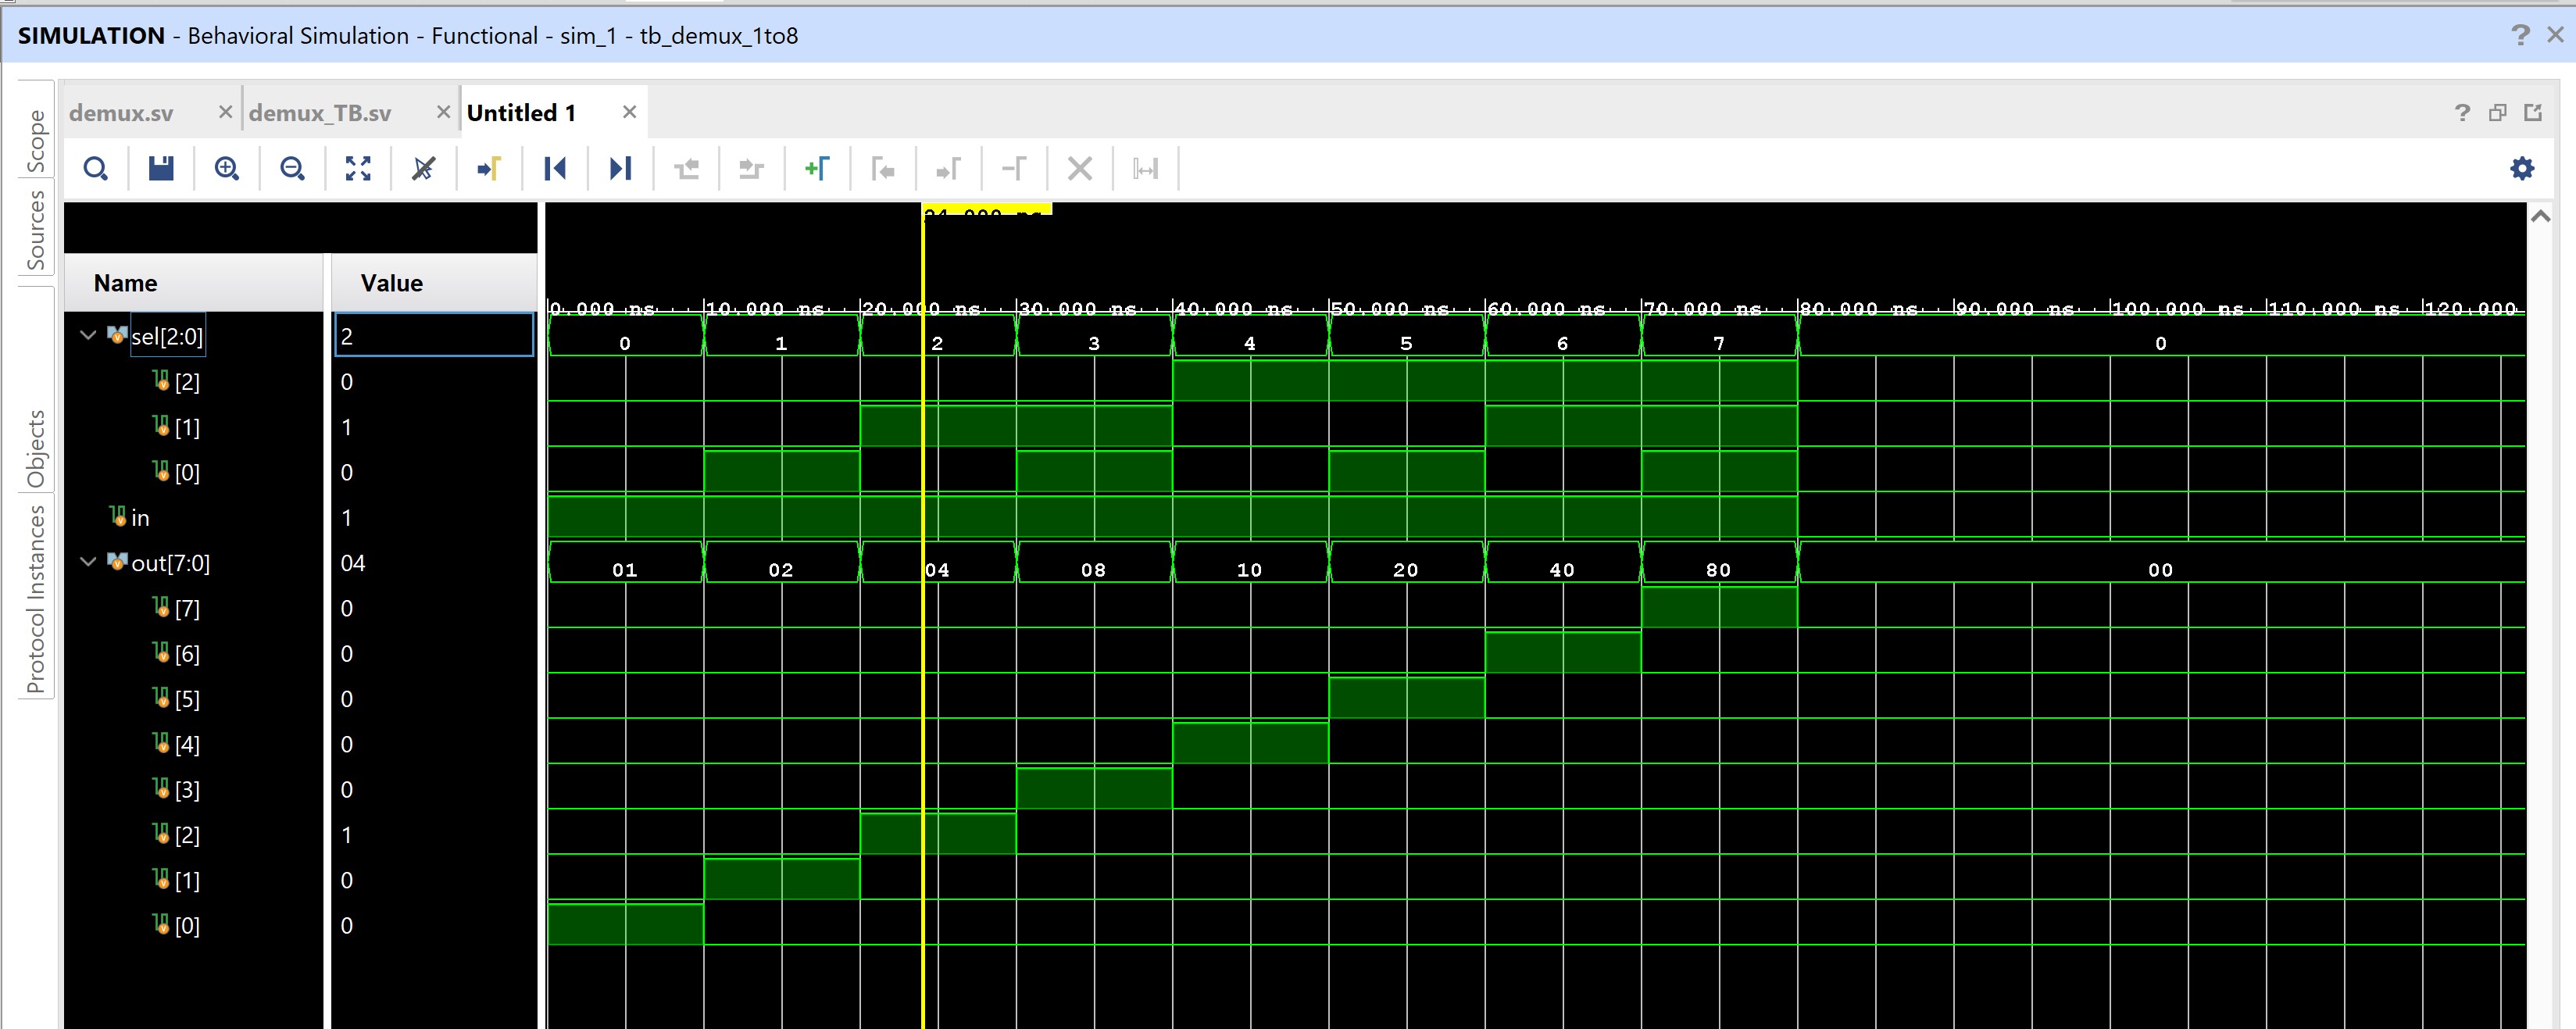 SIMULATION - Behavioral Simulation - Functional - sim_1 - tb_demux_1to8
Scope
Sources
Objects
Protocol Instances
demux.sv
demux_TB.sv
Untitled 1
24.000 ns
Name Value
0.000 ns 10.000 ns 20.000 ns 30.000 ns 40.000 ns 50.000 ns 60.000 ns 70.000 ns 80.000 ns 90.000 ns 100.000 ns 110.000 ns 120.000
sel[2:0] 2 0 1 2 3 4 5 6 7 0
[2] 0
[1] 1
[0] 0
in 1
out[7:0] 04 01 02 04 08 10 20 40 80 00
[7] 0
[6] 0
[5] 0
[4] 0
[3] 0
[2] 1
[1] 0
[0] 0